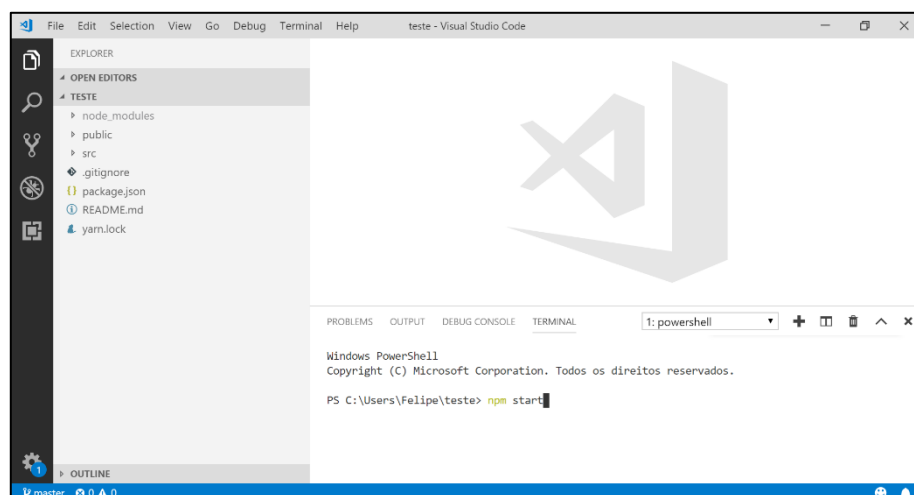 File Edit Selection View Go Debug Terminal Help teste - Visual Studio Code
EXPLORER
OPEN EDITORS
TESTE
node_modules
public
src
.gitignore
package.json
README.md
yarn.lock
OUTLINE
PROBLEMS OUTPUT DEBUG CONSOLE TERMINAL 1: powershell
Windows PowerShell
Copyright (C) Microsoft Corporation. Todos os direitos reservados.
PS C:\Users\Felipe\teste> npm start
1
master 0 0